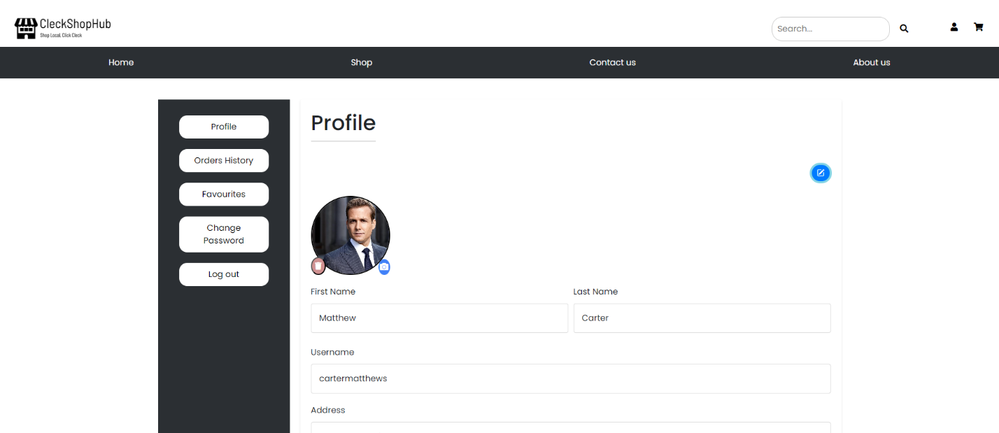 CleckShopHub
Shop Local, Click Cleck
Search...
Home
Shop
Contact us
About us
Profile
Orders History
Favourites
Change
Password
Log out
Profile
First Name
Last Name
Matthew
Carter
Username
cartermatthews
Address